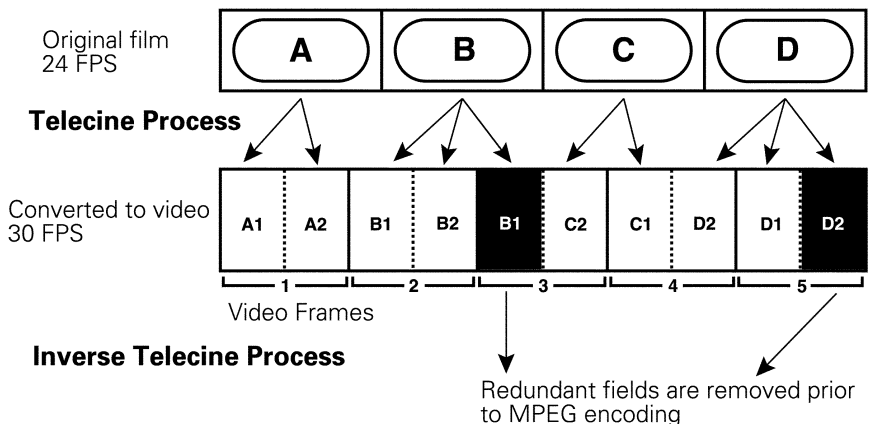 Original film
24 FPS
A B C D
Telecine Process
Converted to video
30 FPS
A1 A2 B1 B2 B1 C2 C1 D2 D1 D2
1 2 3 4 5
Video Frames
Inverse Telecine Process
Redundant fields are removed prior
to MPEG encoding